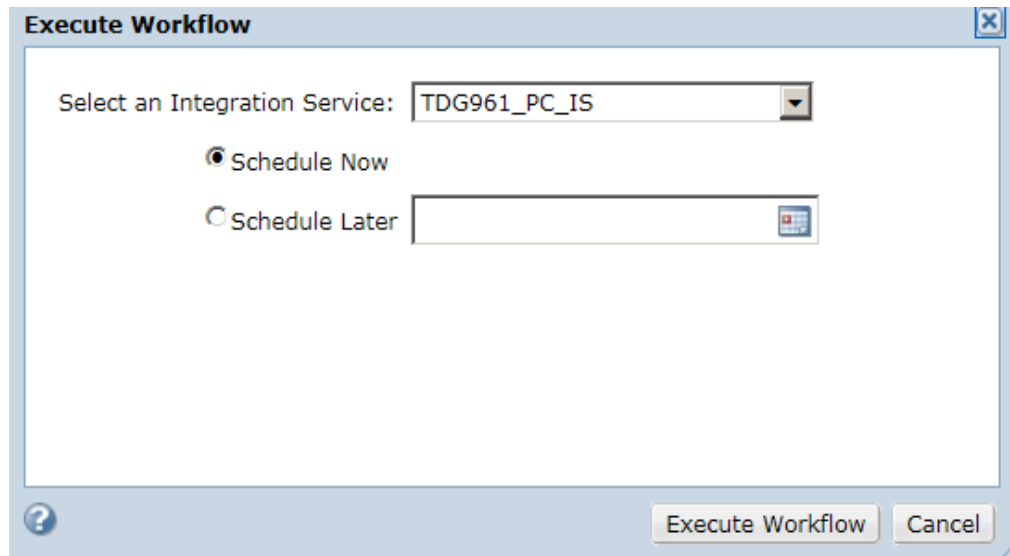 Execute Workflow
Select an Integration Service: TDG961_PC_IS
Schedule Now
Schedule Later
Execute Workflow Cancel